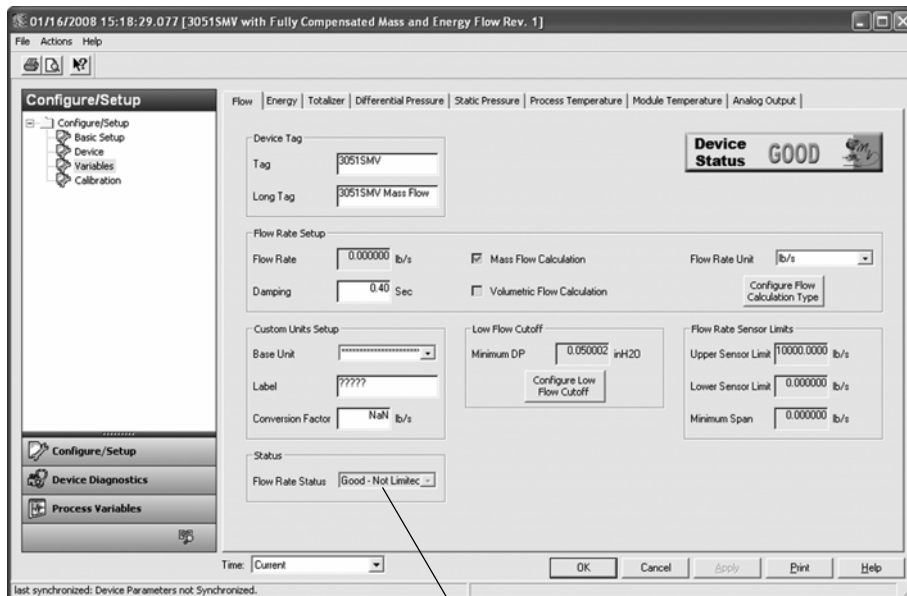 01/16/2008 15:18:29.077 [3051SMV with Fully Compensated Mass and Energy Flow Rev. 1]
File Actions Help
Configure/Setup
Configure/Setup
Basic Setup
Device
Variables
Calibration
Configure/Setup
Device Diagnostics
Process Variables
Flow Energy Totalizer Differential Pressure Static Pressure Process Temperature Module Temperature Analog Output
Device Tag
Tag 3051SMV
Long Tag 3051SMV Mass Flow
Device Status GOOD
Flow Rate Setup
Flow Rate 0.000000 lb/s Mass Flow Calculation Flow Rate Unit lb/s
Damping 0.40 Sec Volumetric Flow Calculation Configure Flow
Calculation Type
Custom Units Setup
Base Unit ********************
Label ?????
Conversion Factor NaN lb/s
Low Flow Cutoff
Minimum DP 0.050002 inH2O
Configure Low
Flow Cutoff
Flow Rate Sensor Limits
Upper Sensor Limit 10000.0000 lb/s
Lower Sensor Limit 0.000000 lb/s
Minimum Span 0.000000 lb/s
Status
Flow Rate Status Good - Not Limitec
Time: Current
OK Cancel Apply Print Help
last synchronized: Device Parameters not Synchronized.